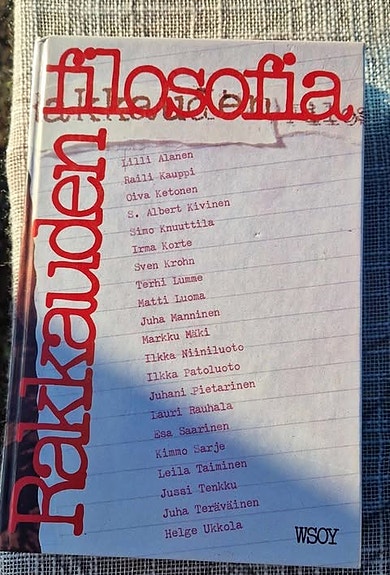 Rakkauden
filosofia
Lilli Alanen
Raili Kauppi
Oiva Ketonen
S. Albert Kivinen
Simo Knuuttila
Irma Korte
Sven Krohn
Terhi Lumme
Matti Luoma
Juha Manninen
Markku Mäki
Ilkka Niiniluoto
Ilkka Patoluoto
Juhani Pietarinen
Lauri Rauhala
Esa Saarinen
Kimmo Sarje
Leila Taiminen
Jussi Tenkku
Juha Teräväinen
Helge Ukkola
WSOY